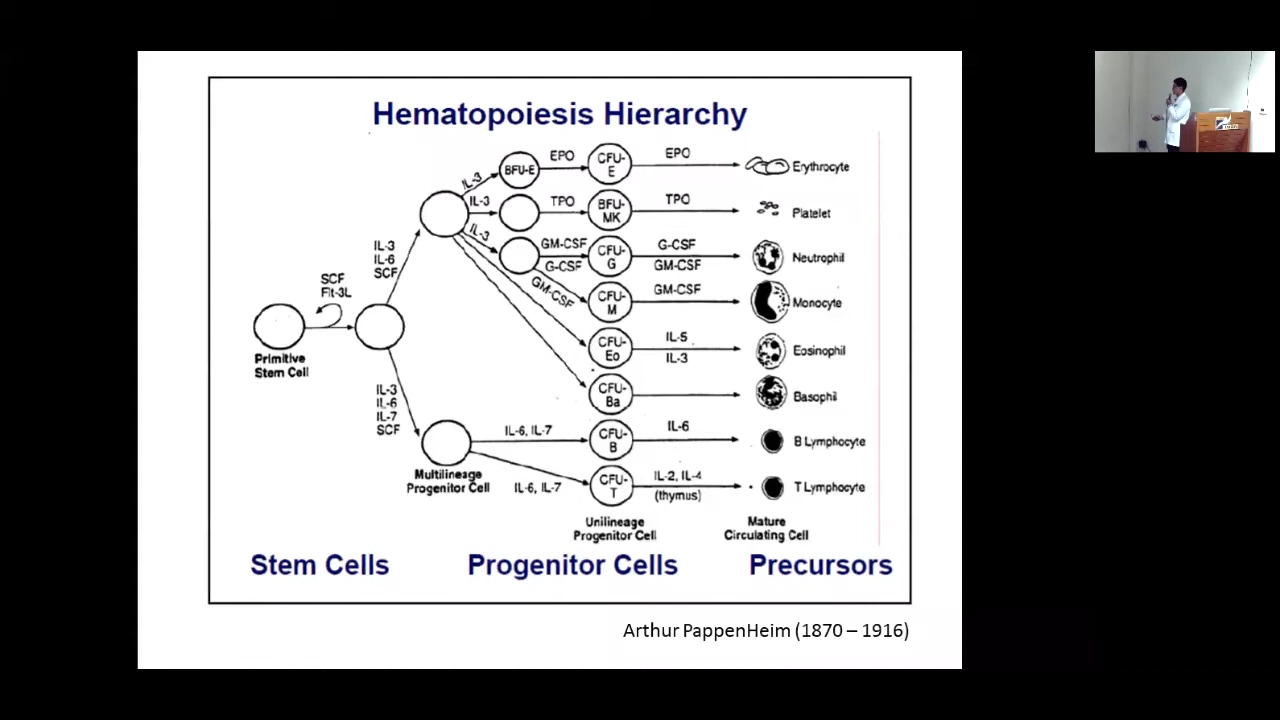 Hematopoiesis Hierarchy
IL-3
BFU-E
EPO
CFU-
E
EPO
Erythrocyte
IL-3
TPO
BFU-
MK
TPO
Platelet
IL-3
GM-CSF
G-CSF
CFU-
G
G-CSF
GM-CSF
Neutrophil
GM-CSF
CFU-
M
GM-CSF
Monocyte
IL-3
IL-6
SCF
SCF
Flt-3L
Primitive
Stem Cell
CFU-
Eo
IL-5
IL-3
Eosinophil
CFU-
Ba
Basophil
IL-3
IL-6
IL-7
SCF
Multilineage
Progenitor Cell
IL-6, IL-7
CFU-
B
IL-6
B Lymphocyte
IL-6, IL-7
CFU-
T
IL-2, IL-4
(thymus)
T Lymphocyte
Unilineage
Progenitor Cell
Mature
Circulating Cell
Stem Cells
Progenitor Cells
Precursors
Arthur PappenHeim (1870 – 1916)